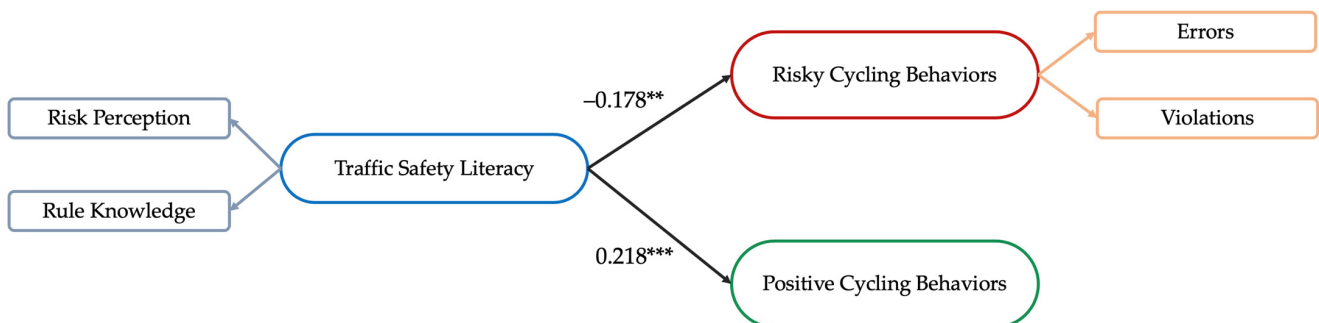 Errors
Risky Cycling Behaviors
–0.178**
Risk Perception
Violations
Traffic Safety Literacy
Rule Knowledge
0.218***
Positive Cycling Behaviors